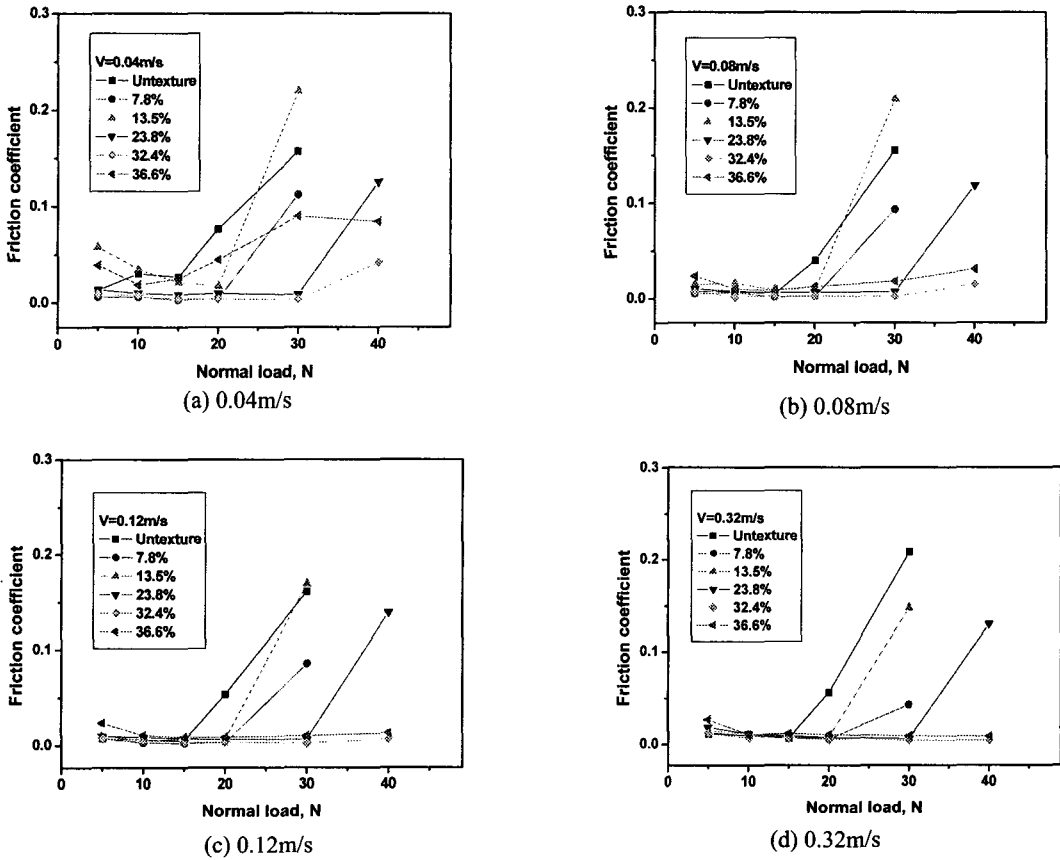 0.3
0.2
0.1
0.0
Friction coefficient
V=0.04m/s
Untexture
7.8%
13.5%
23.8%
32.4%
36.6%
0 10 20 30 40
Normal load, N
(a) 0.04m/s
0.3
0.2
0.1
0.0
Friction coefficient
V=0.08m/s
Untexture
7.8%
13.5%
23.8%
32.4%
36.6%
0 10 20 30 40
Normal load, N
(b) 0.08m/s
0.3
0.2
0.1
0.0
Friction coefficient
V=0.12m/s
Untexture
7.8%
13.5%
23.8%
32.4%
36.6%
0 10 20 30 40
Normal load, N
(c) 0.12m/s
0.3
0.2
0.1
0.0
Friction coefficient
V=0.32m/s
Untexture
7.8%
13.5%
23.8%
32.4%
36.6%
0 10 20 30 40
Normal load, N
(d) 0.32m/s